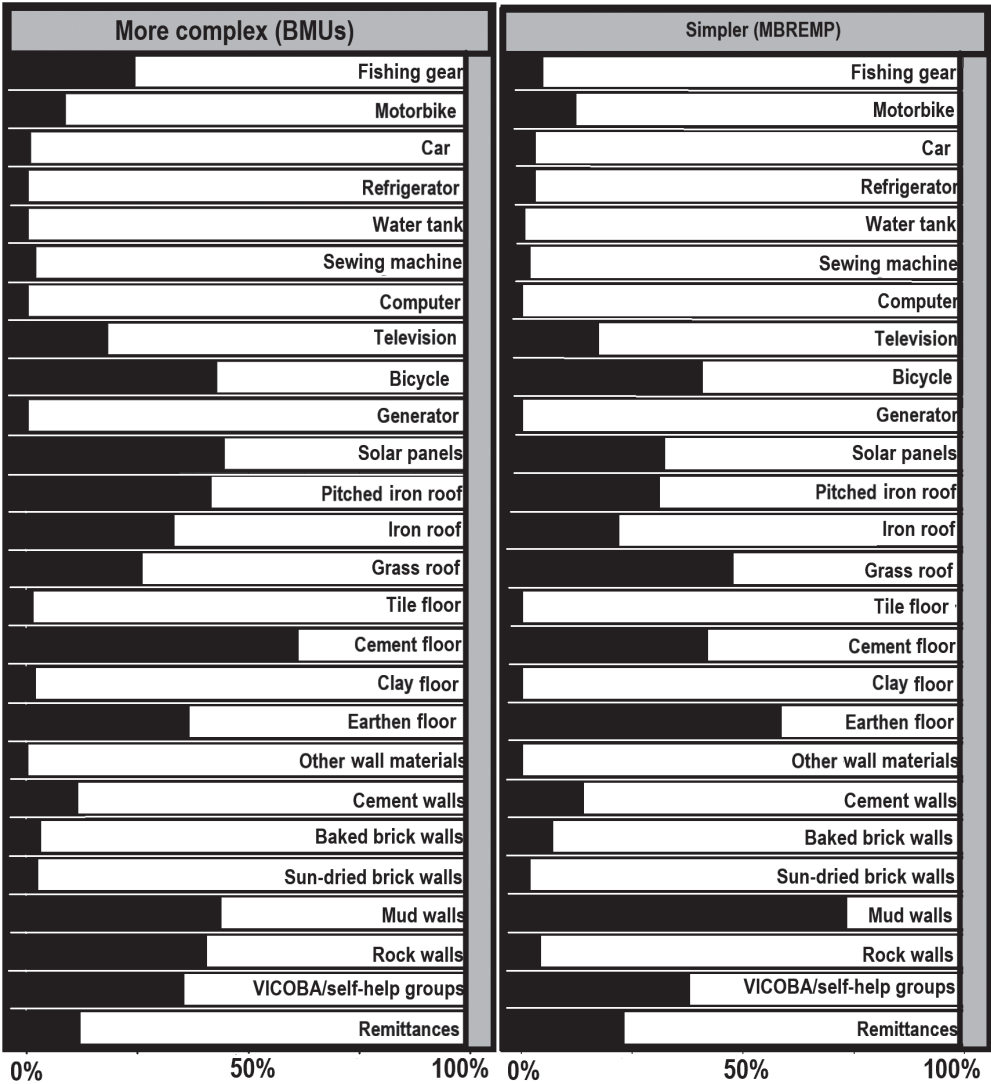 More complex (BMUs)
Fishing gear
Motorbike
Car
Refrigerator
Water tank
Sewing machine
Computer
Television
Bicycle
Generator
Solar panels
Pitched iron roof
Iron roof
Grass roof
Tile floor
Cement floor
Clay floor
Earthen floor
Other wall materials
Cement walls
Baked brick walls
Sun-dried brick walls
Mud walls
Rock walls
VICOBA/self-help groups
Remittances
0% 50% 100%
Simpler (MBREMP)
Fishing gear
Motorbike
Car
Refrigerator
Water tank
Sewing machine
Computer
Television
Bicycle
Generator
Solar panels
Pitched iron roof
Iron roof
Grass roof
Tile floor
Cement floor
Clay floor
Earthen floor
Other wall materials
Cement walls
Baked brick walls
Sun-dried brick walls
Mud walls
Rock walls
VICOBA/self-help groups
Remittances
0% 50% 100%